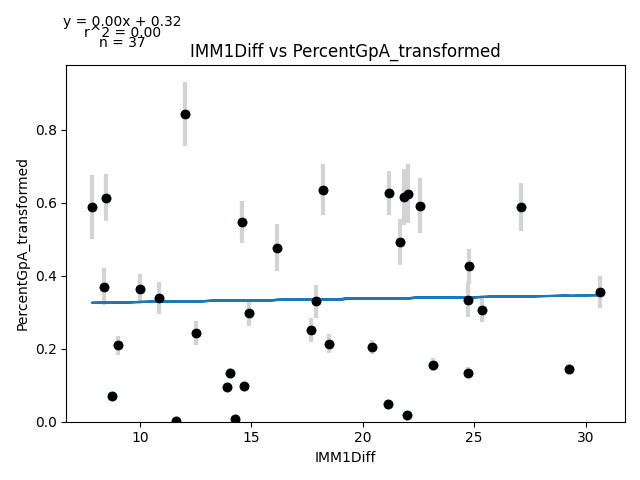 y = 0.00x + 0.32
r^2 = 0.00
n = 37
IMM1Diff vs PercentGpA_transformed
PercentGpA_transformed
0.8
0.6
0.4
0.2
0.0
10 15 20 25 30
IMM1Diff